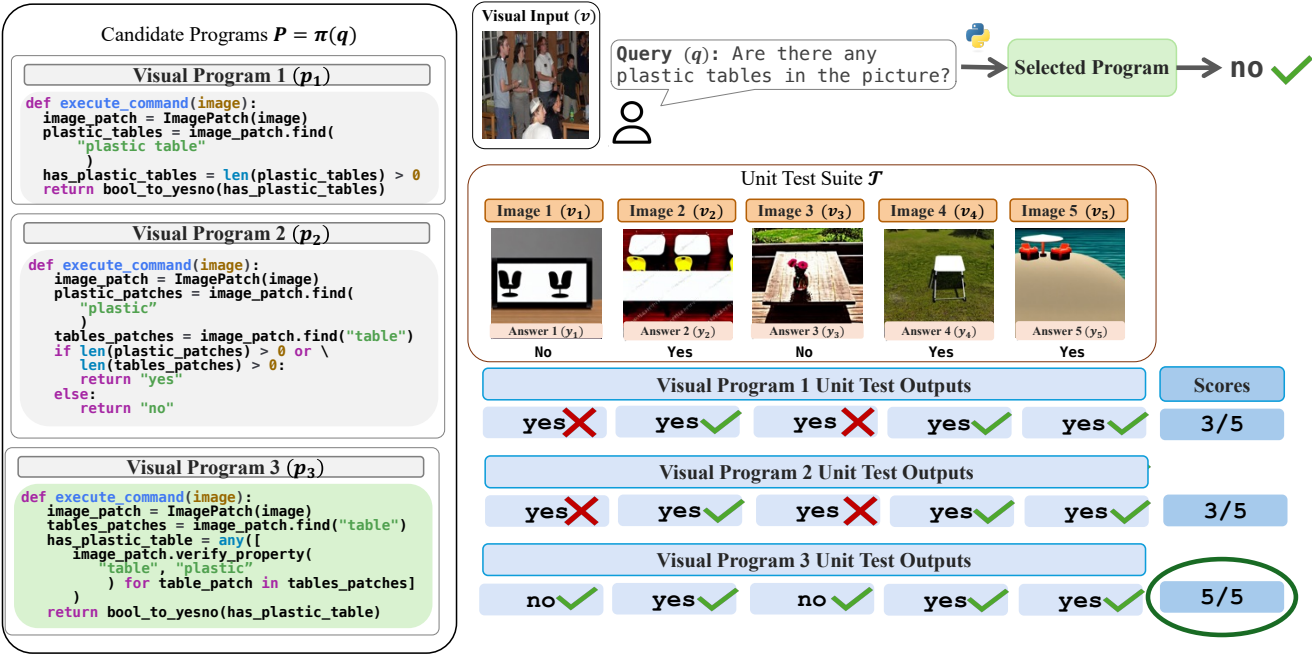 Candidate Programs P = π(q)
Visual Program 1 (p₁)
def execute_command(image):
image_patch = ImagePatch(image)
plastic_tables = image_patch.find(
"plastic table"
)
has_plastic_tables = len(plastic_tables) > 0
return bool_to_yesno(has_plastic_tables)
Visual Program 2 (p₂)
def execute_command(image):
image_patch = ImagePatch(image)
plastic_patches = image_patch.find(
"plastic”
)
tables_patches = image_patch.find("table")
if len(plastic_patches) > 0 or \
len(tables_patches) > 0:
return "yes"
else:
return "no"
Visual Program 3 (p₃)
def execute_command(image):
image_patch = ImagePatch(image)
tables_patches = image_patch.find("table")
has_plastic_table = any([
image_patch.verify_property(
"table", "plastic”
) for table_patch in tables_patches]
)
return bool_to_yesno(has_plastic_table)
Visual Input (v)
Query (q): Are there any
plastic tables in the picture?
Selected Program
no
Unit Test Suite 𝒯
Image 1 (v₁) Image 2 (v₂) Image 3 (v₃) Image 4 (v₄) Image 5 (v₅)
Answer 1 (y₁) Answer 2 (y₂) Answer 3 (y₃) Answer 4 (y₄) Answer 5 (y₅)
No Yes No Yes Yes
Visual Program 1 Unit Test Outputs Scores
yes yes yes yes yes 3/5
Visual Program 2 Unit Test Outputs
yes yes yes yes yes 3/5
Visual Program 3 Unit Test Outputs
no yes no yes yes 5/5